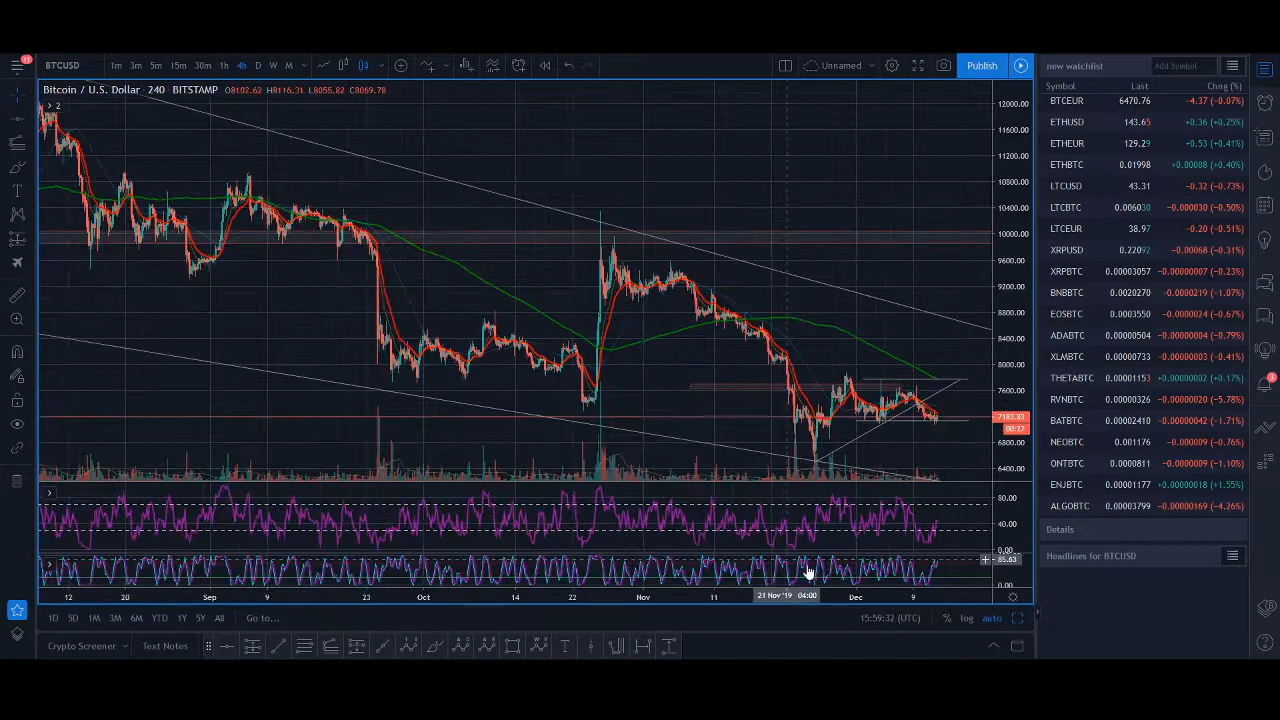 11
BTCUSD 1m 3m 5m 15m 30m 1h 4h D W M Unnamed Publish
Bitcoin / U.S. Dollar · 240 · BITSTAMP O8102.62 H8116.31 L8055.82 C8069.78
2
12000.00
11600.00
11200.00
10800.00
10400.00
10000.00
9600.00
9200.00
8800.00
8400.00
8000.00
7600.00
7183.83
00:27
6800.00
6400.00
80.00
40.00
0.00
85.63
0.00
12 20 Sep 9 23 Oct 14 22 Nov 11 21 Nov '19 04:00 Dec 9
1D 5D 1M 3M 6M YTD 1Y 5Y All Go to... 15:59:32 (UTC) % log auto
Crypto Screener Text Notes
new watchlist Add Symbol
Symbol Last Chng (%)
BTCEUR 6470.76 -4.37 (-0.07%)
ETHUSD 143.65 +0.36 (+0.25%)
ETHEUR 129.29 +0.53 (+0.41%)
ETHBTC 0.01998 +0.00008 (+0.40%)
LTCUSD 43.31 -0.32 (-0.73%)
LTCBTC 0.006030 -0.000030 (-0.50%)
LTCEUR 38.97 -0.20 (-0.51%)
XRPUSD 0.22092 -0.00068 (-0.31%)
XRPBTC 0.00003057 -0.00000007 (-0.23%)
BNBBTC 0.0020270 -0.0000219 (-1.07%)
EOSBTC 0.0003550 -0.0000024 (-0.67%)
ADABTC 0.00000504 -0.00000004 (-0.79%)
XLMBTC 0.00000733 -0.00000003 (-0.41%)
THETABTC 0.00001153 +0.00000002 (+0.17%)
RVNBTC 0.00000326 -0.00000020 (-5.78%)
BATBTC 0.00002410 -0.00000042 (-1.71%)
NEOBTC 0.001176 -0.000009 (-0.76%)
ONTBTC 0.0000811 -0.0000009 (-1.10%)
ENJBTC 0.00001177 +0.00000018 (+1.55%)
ALGOBTC 0.00003799 -0.00000169 (-4.26%)
Details
Headlines for BTCUSD
3